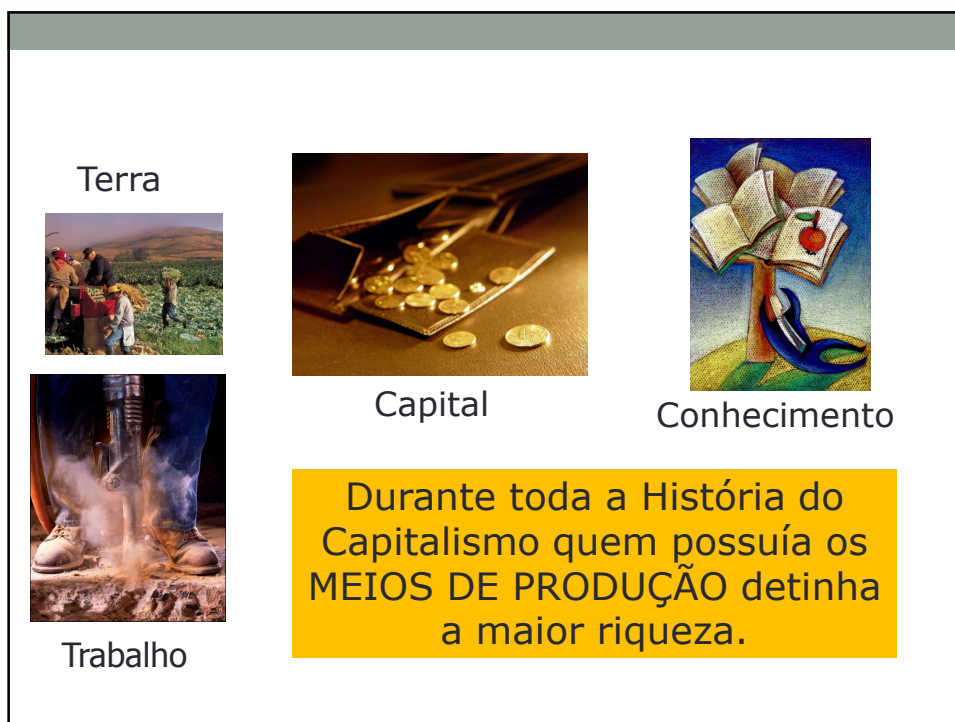 Terra
Capital
Conhecimento
Trabalho
Durante toda a História do
Capitalismo quem possuía os
MEIOS DE PRODUÇÃO detinha
a maior riqueza.